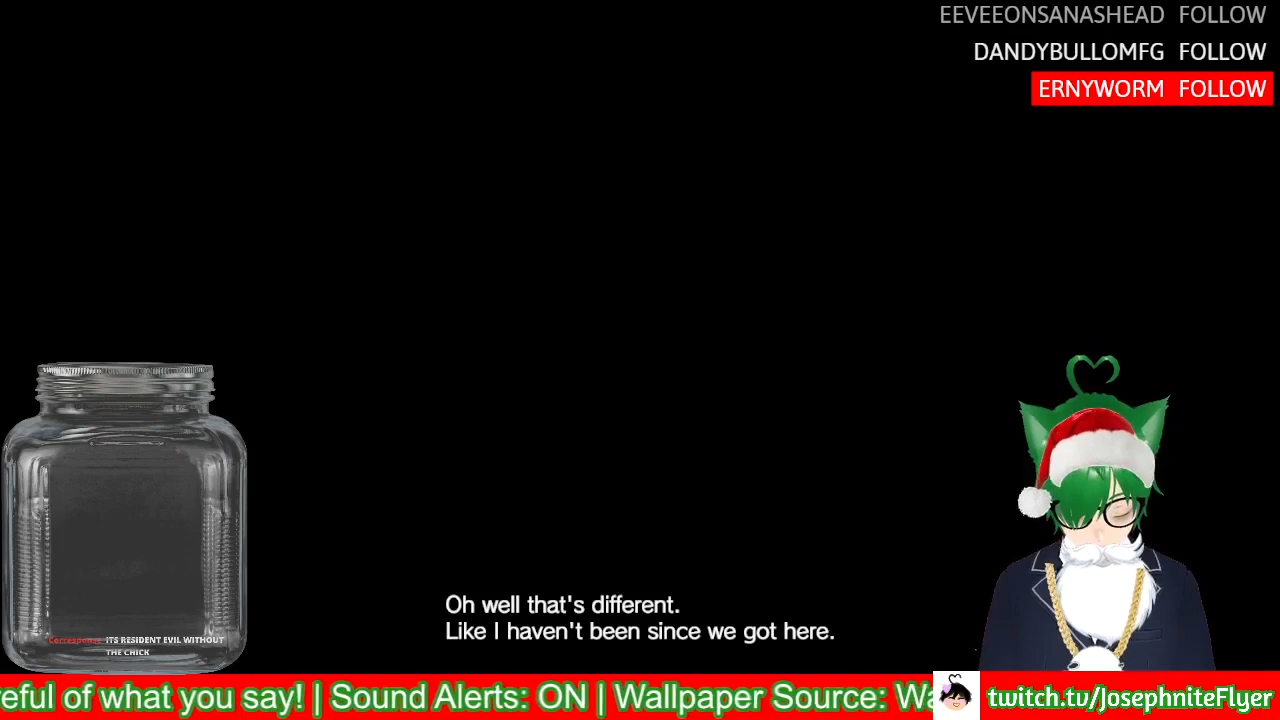 EEVEEONSANASHEAD FOLLOW
DANDYBULLOMFG FOLLOW
ERNYWORM FOLLOW
ITS RESIDENT EVIL WITHOUT
THE CHICK
Oh well that's different.
Like I haven't been since we got here.
eful of what you say! | Sound Alerts: ON | Wallpaper Source: Wa
twitch.tv/JosephniteFlyer